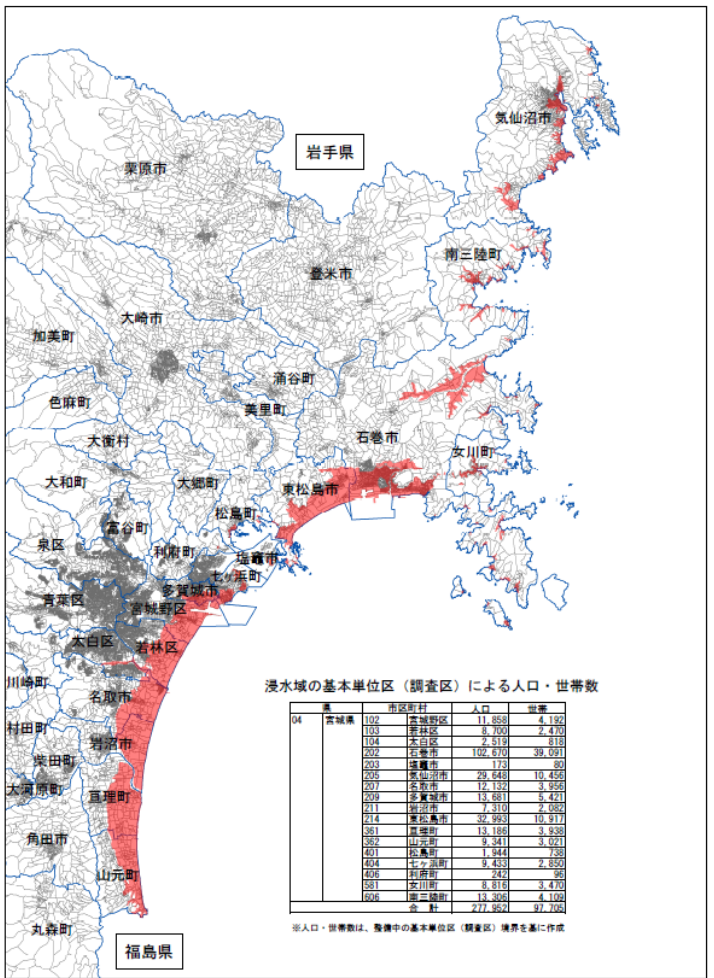 気仙沼市
岩手県
栗原市
南三陸町
登米市
大崎市
加美町
涌谷町
色麻町
美里町
大衡村
石巻市
女川町
大和町
大郷町
東松島市
松島町
富谷町
泉区
利府町
塩竈市
七ヶ浜町
多賀城市
青葉区
宮城野区
太白区
若林区
川崎町
名取市
村田町
岩沼市
柴田町
大河原町
亘理町
角田市
山元町
丸森町
福島県
浸水域の基本単位区（調査区）による人口・世帯数
県 市区町村 人口 世帯
04 宮城県 102 宮城野区 11,858 4,192
103 若林区 8,700 2,470
104 太白区 2,519 818
202 石巻市 102,670 39,091
203 塩竈市 173 80
205 気仙沼市 29,648 10,456
207 名取市 12,132 3,956
209 多賀城市 13,681 5,421
211 岩沼市 7,310 2,082
214 東松島市 32,993 10,917
361 亘理町 13,186 3,938
362 山元町 9,341 3,021
401 松島町 1,944 738
404 七ヶ浜町 9,433 2,850
406 利府町 242 96
581 女川町 8,816 3,470
606 南三陸町 13,306 4,109
合 計 277,952 97,705
※人口・世帯数は、整備中の基本単位区（調査区）境界を基に作成